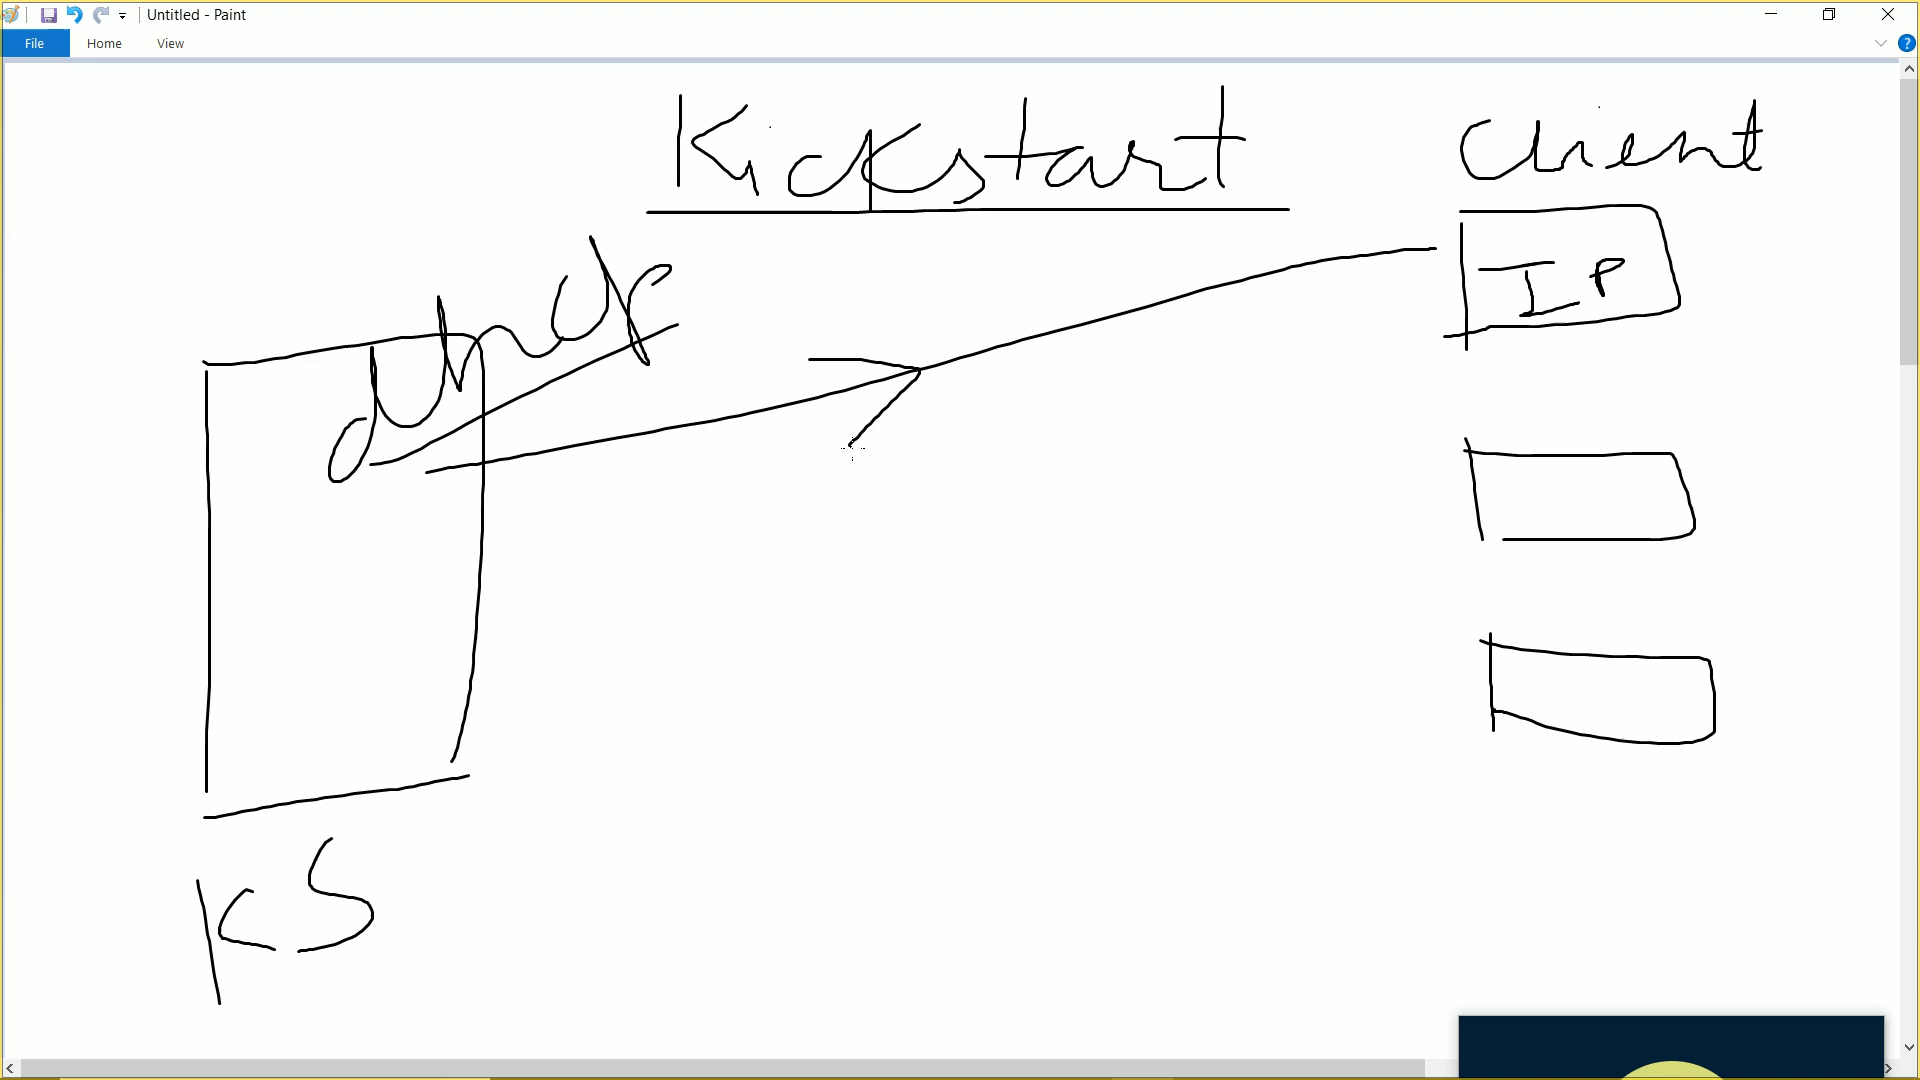 Untitled - Paint
File Home View
?
Kickstart
Client
dhcp
IP
KS